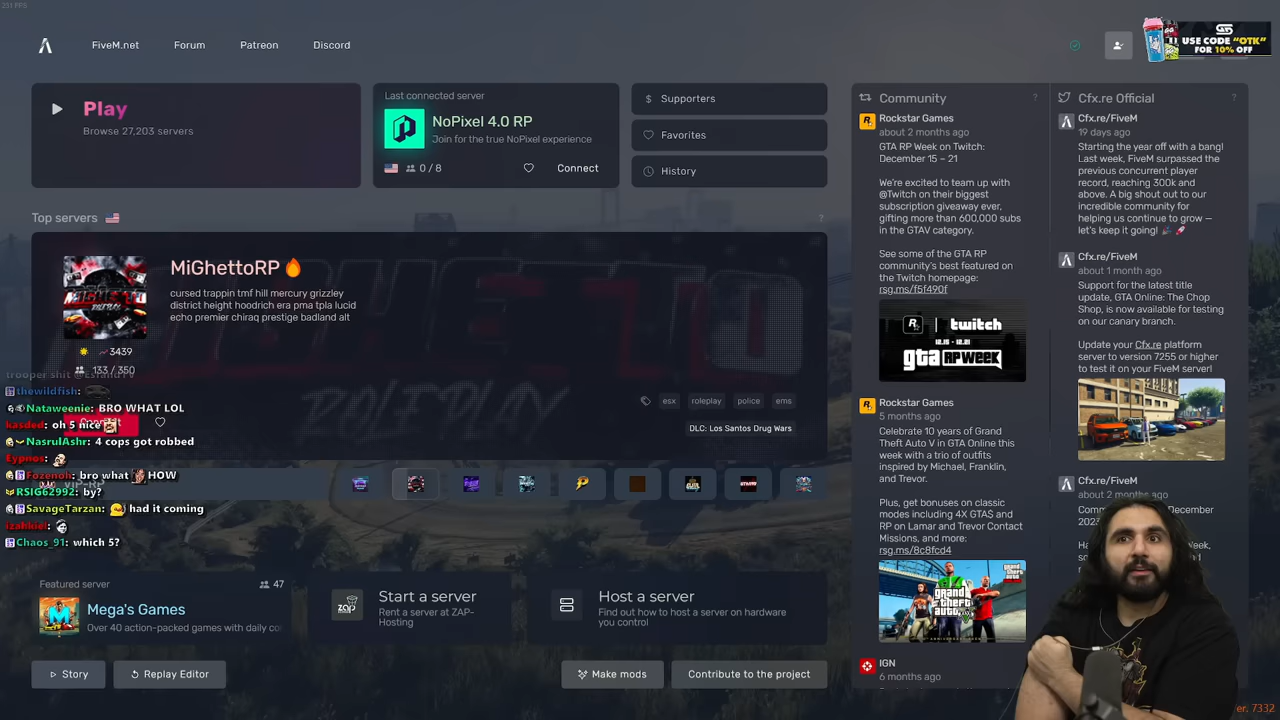 251 FPS
FiveM.net
Forum
Patreon
Discord
USE CODE "OTK"
FOR 10% OFF
Play
Browse 27,203 servers
Last connected server
NoPixel 4.0 RP
Join for the true NoPixel experience
0 / 8
Connect
Supporters
Favorites
History
Top servers
?
MiGhettoRP
cursed trappin tmf hill mercury grizzley
district height hoodrich era pma tpla lucid
echo premier chiraq prestige badland alt
3439
133 / 350
esx
roleplay
police
ems
DLC: Los Santos Drug Wars
thewildfish:
Nataweenie: BRO WHAT LOL
kasded: oh 5 nice
NasrulAshr: 4 cops got robbed
Eypnos:
Fozenoh: bro what HOW
RSIG62992: by?
SavageTarzan: had it coming
izahkiel:
Chaos_91: which 5?
Featured server
47
Mega's Games
Over 40 action-packed games with daily co
Start a server
Rent a server at ZAP-
Hosting
Host a server
Find out how to host a server on hardware
you control
Story
Replay Editor
Make mods
Contribute to the project
Community
?
Rockstar Games
about 2 months ago
GTA RP Week on Twitch:
December 15 – 21
We're excited to team up with
@Twitch on their biggest
subscription giveaway ever,
gifting more than 600,000 subs
in the GTAV category.
See some of the GTA RP
community's best featured on
the Twitch homepage:
rsg.ms/f5f490f
R twitch
12.15 - 12.21
gta RP WEEK
Rockstar Games
5 months ago
Celebrate 10 years of Grand
Theft Auto V in GTA Online this
week with a trio of outfits
inspired by Michael, Franklin,
and Trevor.
Plus, get bonuses on classic
modes including 4X GTA$ and
RP on Lamar and Trevor Contact
Missions, and more:
rsg.ms/8c8fcd4
grand
theft
auto
IGN
6 months ago
Cfx.re Official
?
Cfx.re/FiveM
19 days ago
Starting the year off with a bang!
Last week, FiveM surpassed the
previous concurrent player
record, reaching 300k and
above. A big shout out to our
incredible community for
helping us continue to grow —
let's keep it going!
Cfx.re/FiveM
about 1 month ago
Support for the latest title
update, GTA Online: The Chop
Shop, is now available for testing
on our canary branch.
Update your Cfx.re platform
server to version 7255 or higher
to test it on your FiveM server!
Cfx.re/FiveM
about 2 months ago
December
er. 7332